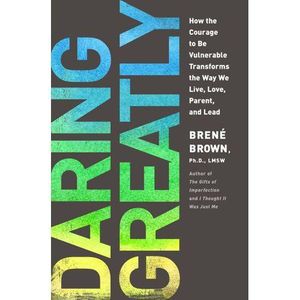 DARING
GREATLY
How the
Courage
to Be
Vulnerable
Transforms
the Way We
Live, Love,
Parent,
and Lead
BRENÉ
BROWN,
Ph.D., LMSW
Author of
The Gifts of
Imperfection
and I Thought It
Was Just Me